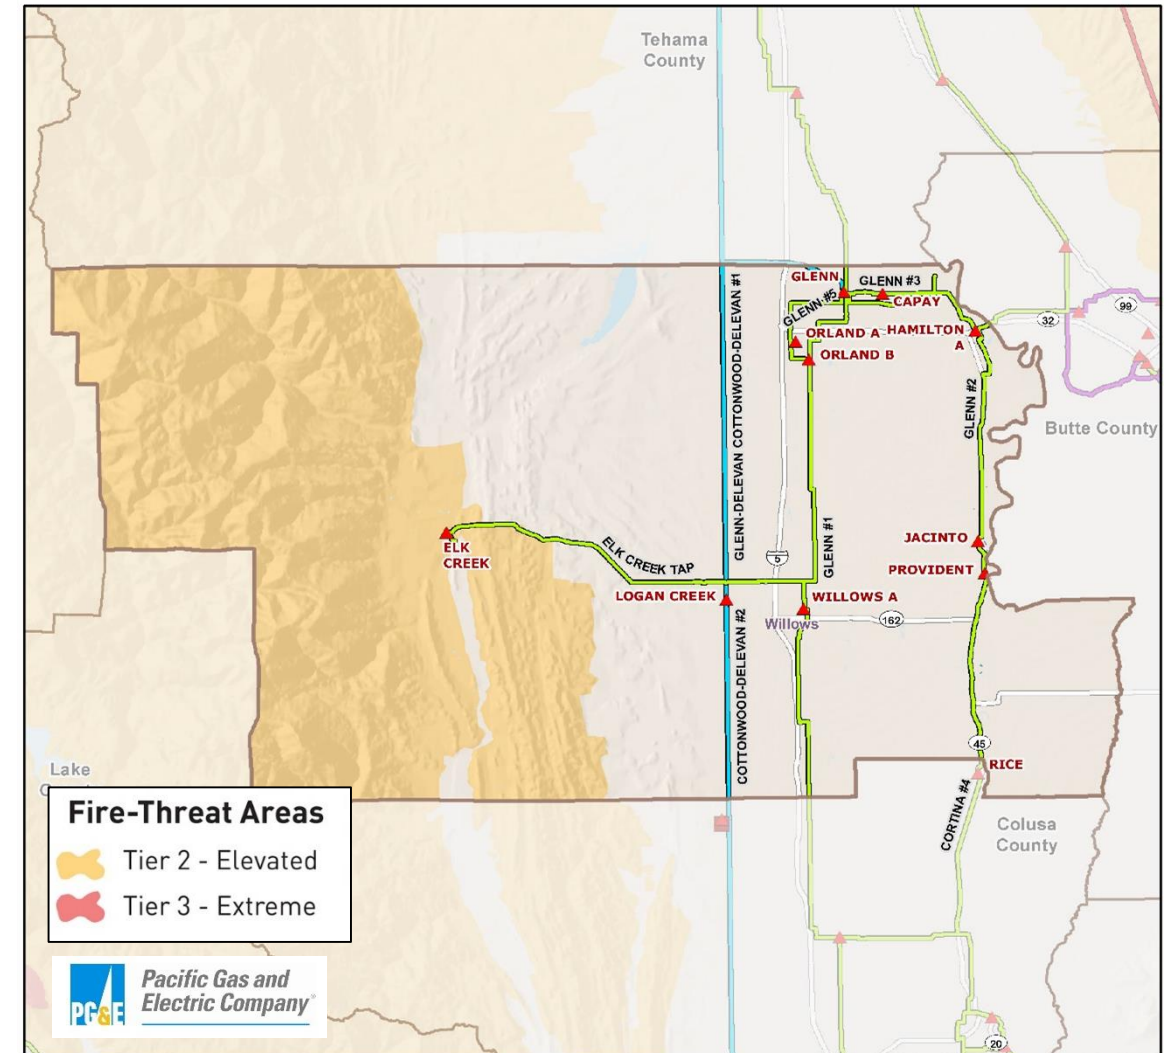 Tehama
County
GLENN
GLENN #3
GLENN #5
CAPAY
ORLAND A
HAMILTON
A
ORLAND B
32
99
GLENN-DELEVAN COTTONWOOD-DELEVAN #1
GLENN #2
Butte County
5
GLENN #1
ELK
CREEK
ELK CREEK TAP
JACINTO
PROVIDENT
LOGAN CREEK
WILLOWS A
Willows
162
COTTONWOOD-DELEVAN #2
45
RICE
Lake
CORTINA #4
Colusa
County
Fire-Threat Areas
Tier 2 - Elevated
Tier 3 - Extreme
PG&E
Pacific Gas and
Electric Company®
20